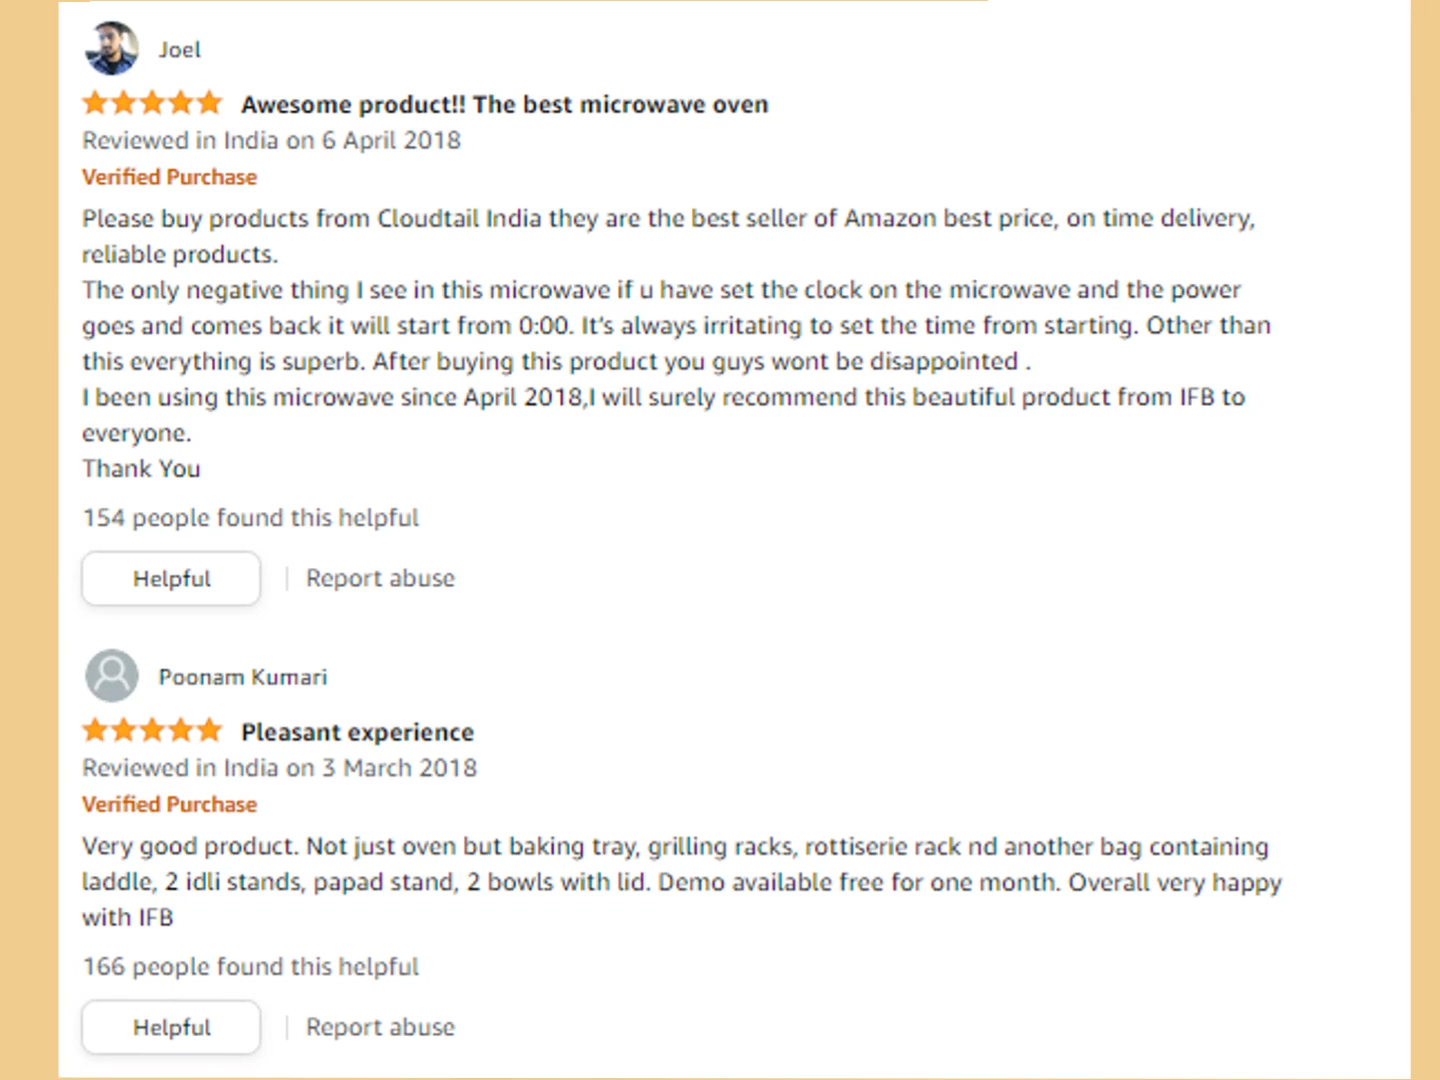 Joel
Awesome product!! The best microwave oven
Reviewed in India on 6 April 2018
Verified Purchase
Please buy products from Cloudtail India they are the best seller of Amazon best price, on time delivery,
reliable products.
The only negative thing I see in this microwave if u have set the clock on the microwave and the power
goes and comes back it will start from 0:00. It's always irritating to set the time from starting. Other than
this everything is superb. After buying this product you guys wont be disappointed .
I been using this microwave since April 2018,I will surely recommend this beautiful product from IFB to
everyone.
Thank You
154 people found this helpful
Helpful | Report abuse
Poonam Kumari
Pleasant experience
Reviewed in India on 3 March 2018
Verified Purchase
Very good product. Not just oven but baking tray, grilling racks, rottiserie rack nd another bag containing
laddle, 2 idli stands, papad stand, 2 bowls with lid. Demo available free for one month. Overall very happy
with IFB
166 people found this helpful
Helpful | Report abuse